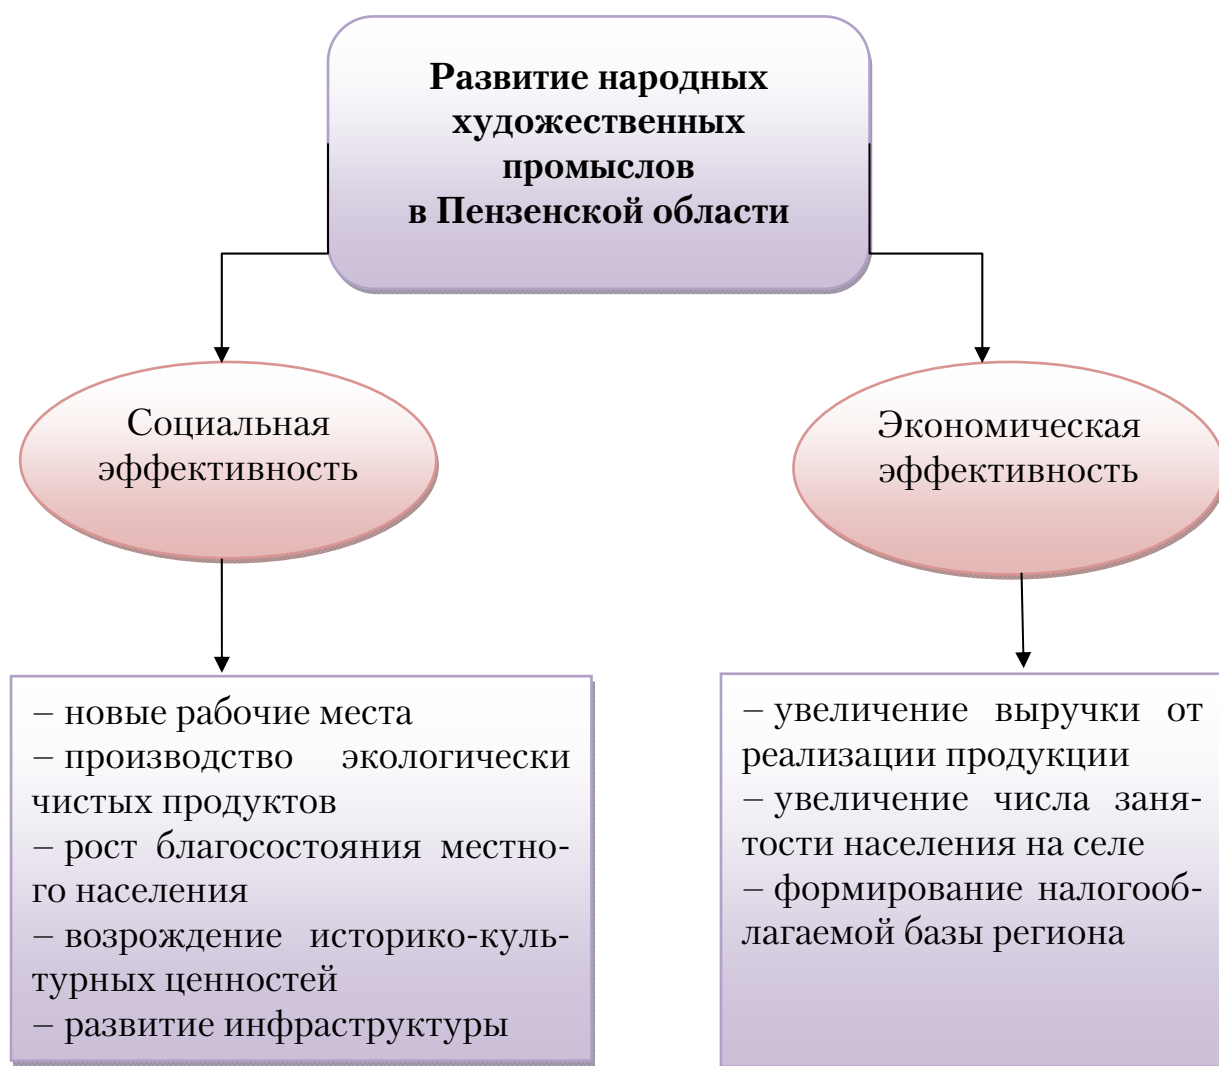 Развитие народных
художественных
промыслов
в Пензенской области
Социальная
эффективность
Экономическая
эффективность
– новые рабочие места
– производство экологически
чистых продуктов
– рост благосостояния местно-
го населения
– возрождение историко-куль-
турных ценностей
– развитие инфраструктуры
– увеличение выручки от
реализации продукции
– увеличение числа заня-
тости населения на селе
– формирование налогооб-
лагаемой базы региона